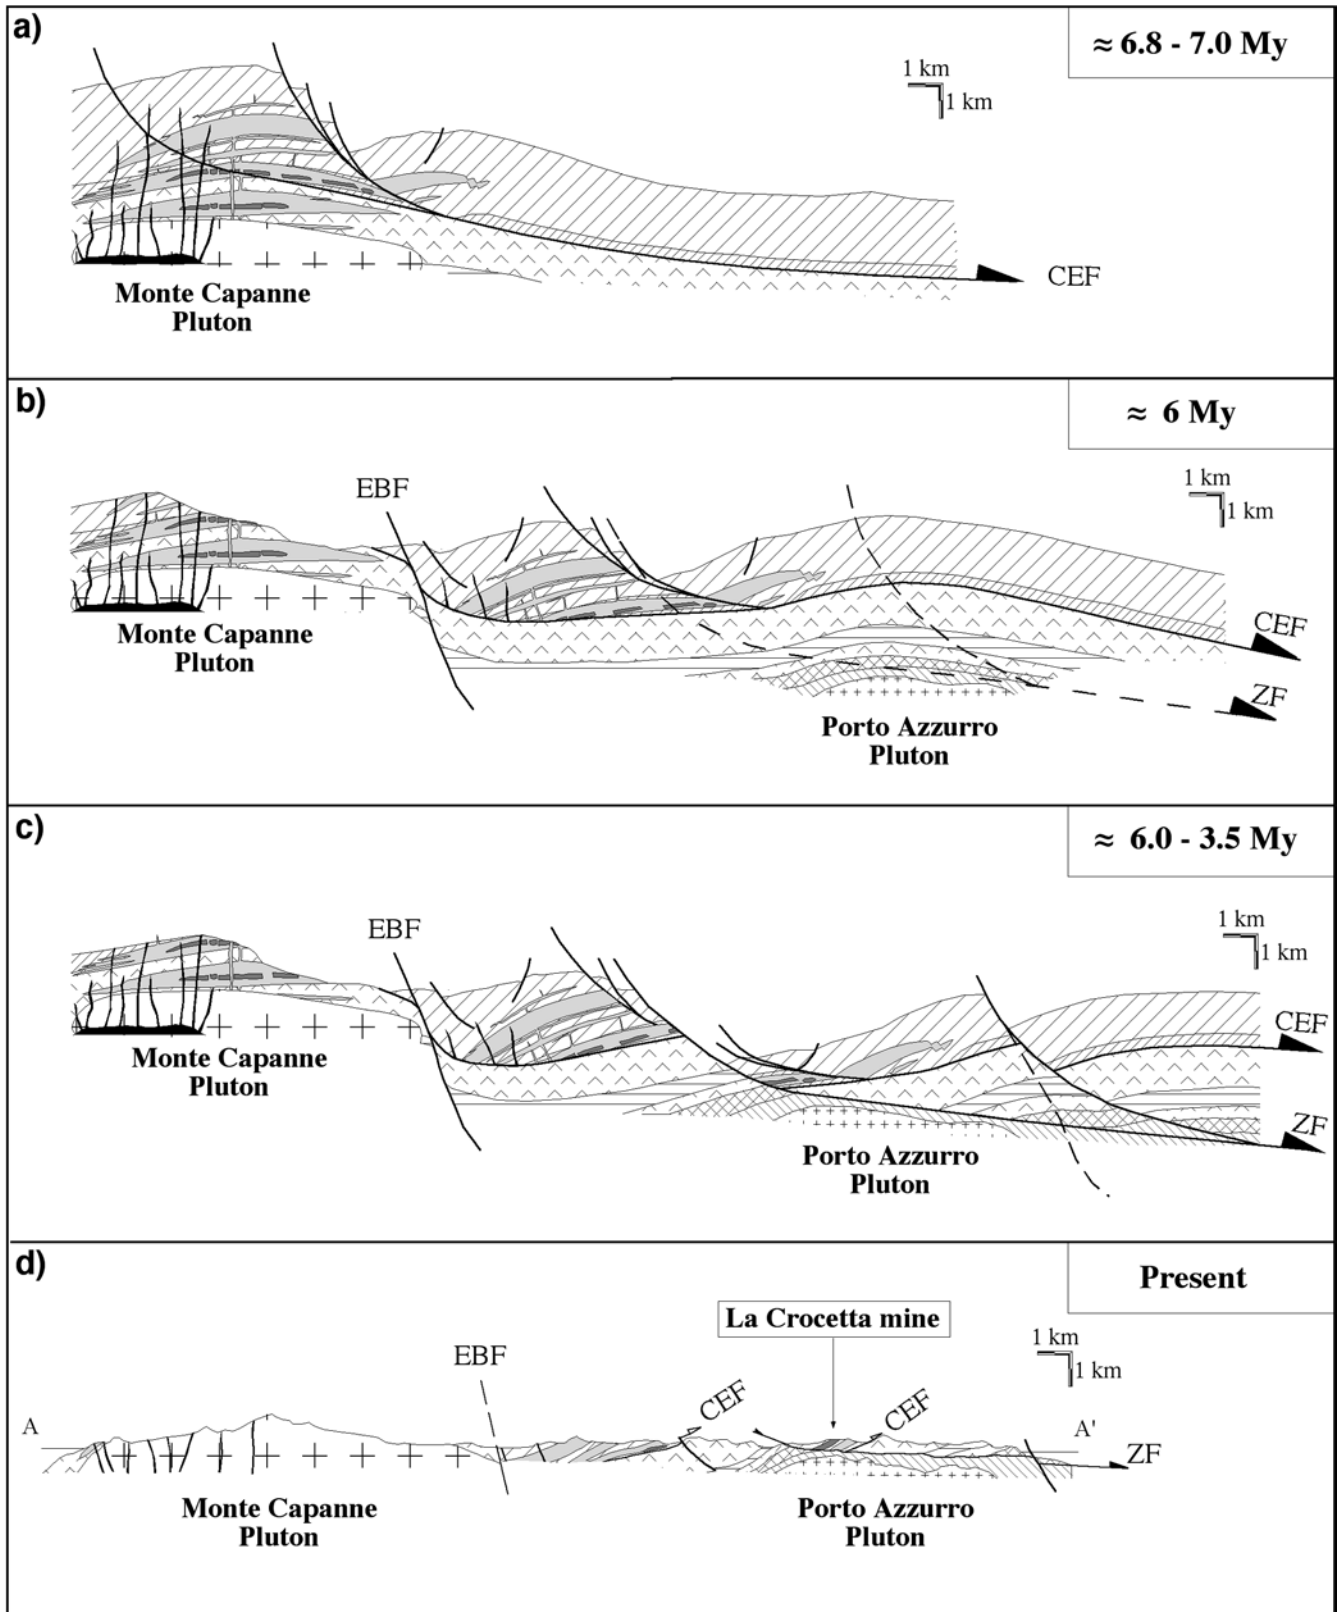 a)
≈ 6.8 - 7.0 My
1 km
1 km
CEF
Monte Capanne
Pluton
b)
≈ 6 My
1 km
1 km
EBF
CEF
ZF
Monte Capanne
Pluton
Porto Azzurro
Pluton
c)
≈ 6.0 - 3.5 My
1 km
1 km
EBF
CEF
ZF
Monte Capanne
Pluton
Porto Azzurro
Pluton
d)
Present
La Crocetta mine
1 km
1 km
EBF
CEF
CEF
A
A'
ZF
Monte Capanne
Pluton
Porto Azzurro
Pluton